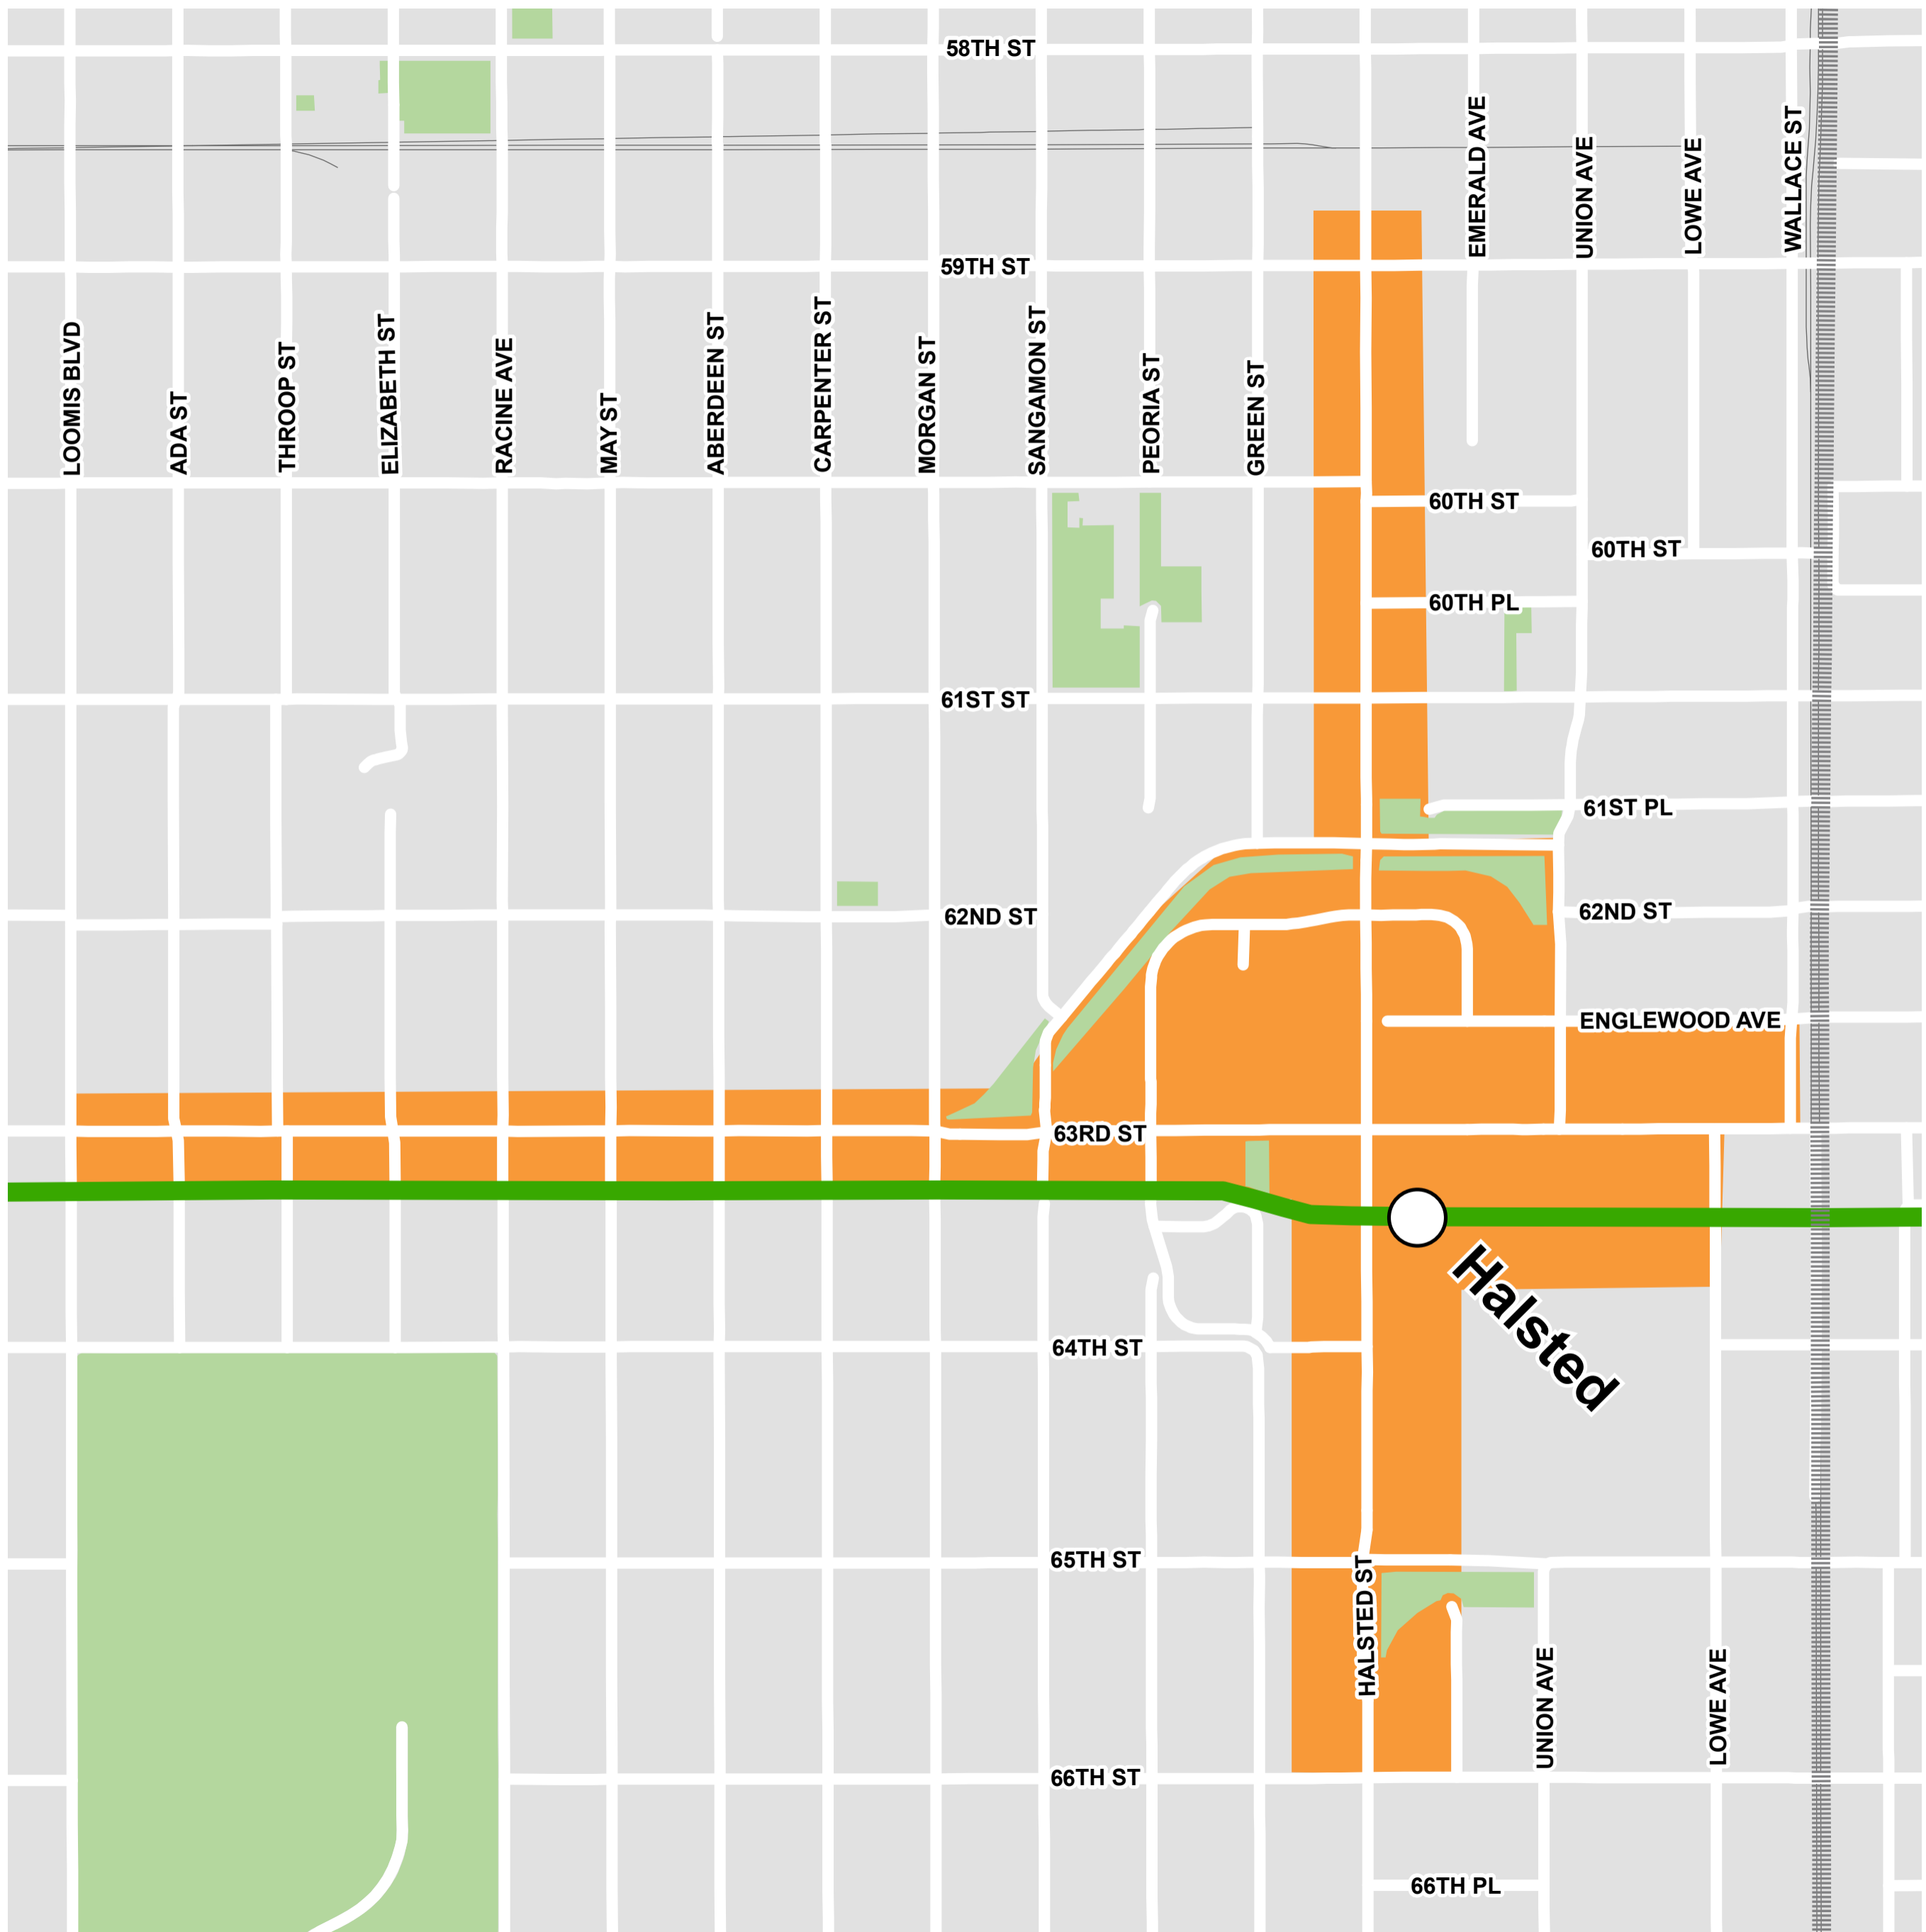 58TH ST
EMERALD AVE
UNION AVE
LOWE AVE
WALLACE ST
59TH ST
LOOMIS BLVD
ADA ST
THROOP ST
ELIZABETH ST
RACINE AVE
MAY ST
ABERDEEN ST
CARPENTER ST
MORGAN ST
SANGAMON ST
PEORIA ST
GREEN ST
60TH ST
60TH ST
60TH PL
61ST ST
61ST PL
62ND ST
62ND ST
ENGLEWOOD AVE
63RD ST
Halsted
64TH ST
65TH ST
HALSTED ST
UNION AVE
LOWE AVE
66TH ST
66TH PL